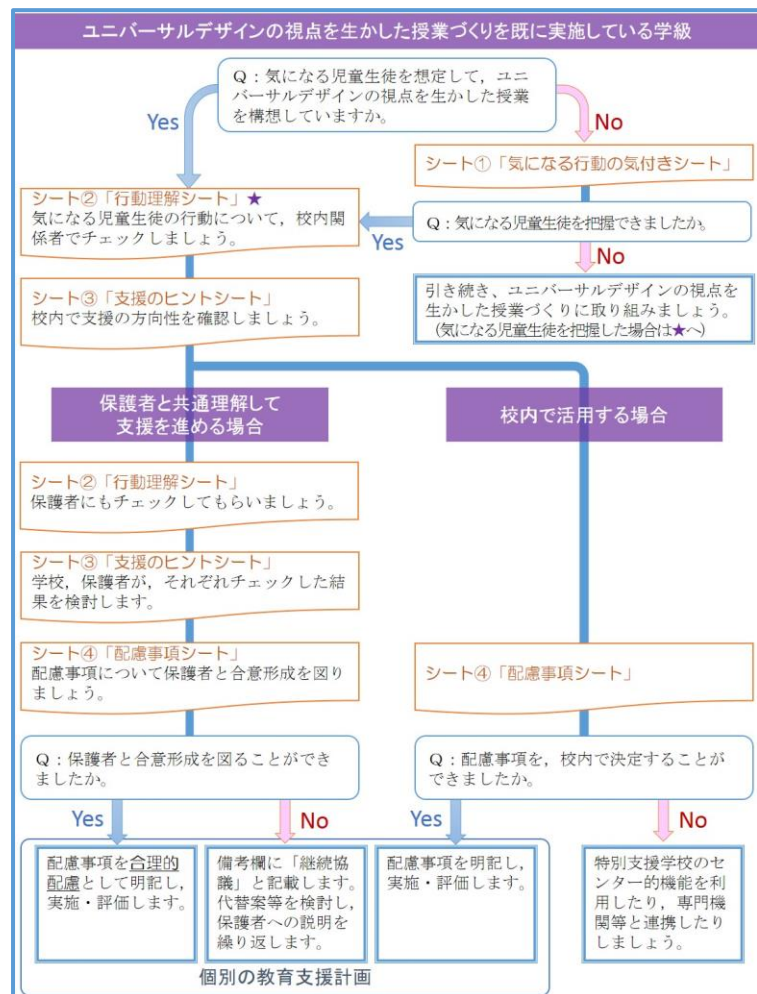 ユニバーサルデザインの視点を生かした授業づくりを既に実施している学級
Q：気になる児童生徒を想定して，ユニ
バーサルデザインの視点を生かした授業
を構想していますか。
Yes
No
シート①「気になる行動の気付きシート」
シート②「行動理解シート」★
気になる児童生徒の行動について，校内関
係者でチェックしましょう。
Q：気になる児童生徒を把握できましたか。
Yes
No
シート③「支援のヒントシート」
校内で支援の方向性を確認しましょう。
引き続き、ユニバーサルデザインの視点を
生かした授業づくりに取り組みましょう。
(気になる児童生徒を把握した場合は★へ)
保護者と共通理解して
支援を進める場合
校内で活用する場合
シート②「行動理解シート」
保護者にもチェックしてもらいましょう。
シート③「支援のヒントシート」
学校，保護者が，それぞれチェックした結
果を検討します。
シート④「配慮事項シート」
配慮事項について保護者と合意形成を図り
ましょう。
シート④「配慮事項シート」
Q：保護者と合意形成を図ることができ
ましたか。
Q：配慮事項を，校内で決定することが
できましたか。
Yes
No
Yes
No
配慮事項を合理的
配慮として明記し，
実施・評価します。
備考欄に「継続協
議」と記載します。
代替案等を検討し，
保護者への説明を
繰り返します。
配慮事項を明記し，
実施・評価します。
特別支援学校のセ
ンター的機能を利
用したり，専門機
関等と連携したり
しましょう。
個別の教育支援計画